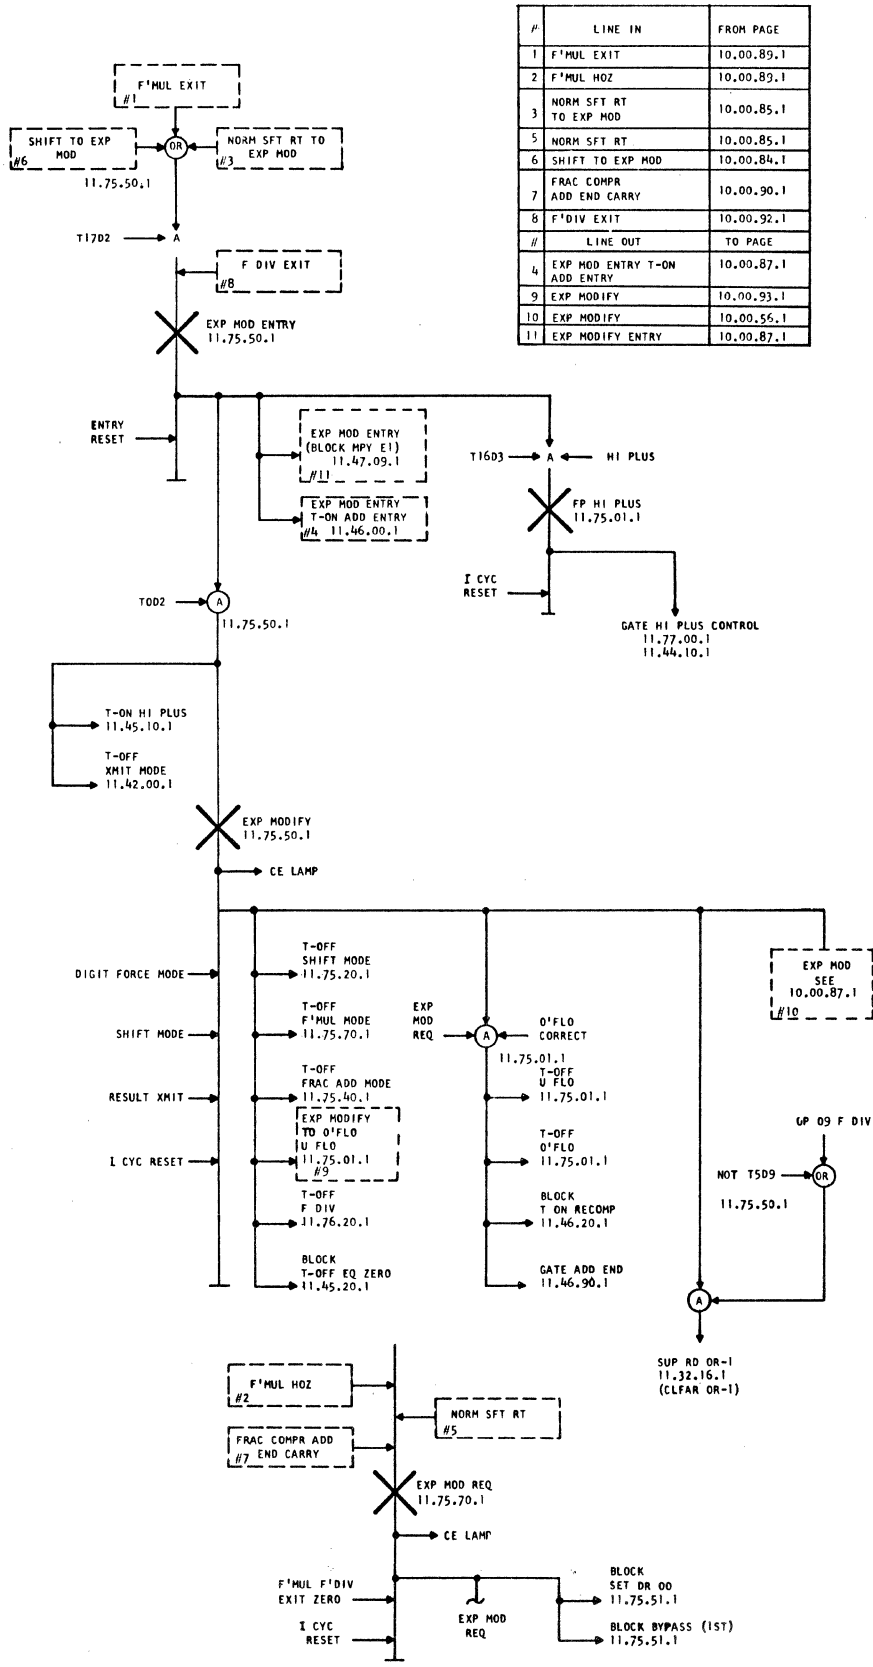 # LINE IN FROM PAGE
1 F'MUL EXIT 10.00.89.1
2 F'MUL HOZ 10.00.89.1
3 NORM SFT RT TO EXP MOD 10.00.85.1
5 NORM SFT RT 10.00.85.1
6 SHIFT TO EXP MOD 10.00.84.1
7 FRAC COMPR ADD END CARRY 10.00.90.1
8 F'DIV EXIT 10.00.92.1
# LINE OUT TO PAGE
4 EXP MOD ENTRY T-ON ADD ENTRY 10.00.87.1
9 EXP MODIFY 10.00.93.1
10 EXP MODIFY 10.00.56.1
11 EXP MODIFY ENTRY 10.00.87.1
F'MUL EXIT
#1
SHIFT TO EXP
MOD
#6
OR
NORM SFT RT TO
EXP MOD
#3
11.75.50.1
T17D2
A
F DIV EXIT
#8
EXP MOD ENTRY
11.75.50.1
ENTRY
RESET
EXP MOD ENTRY
(BLOCK MPY E1)
11.47.09.1
#11
EXP MOD ENTRY
T-ON ADD ENTRY
#4 11.46.00.1
T16D3
A
H1 PLUS
FP H1 PLUS
11.75.01.1
I CYC
RESET
GATE H1 PLUS CONTROL
11.77.00.1
11.44.10.1
T0D2
A
11.75.50.1
T-ON H1 PLUS
11.45.10.1
T-OFF
XMIT MODE
11.42.00.1
EXP MODIFY
11.75.50.1
CE LAMP
DIGIT FORCE MODE
SHIFT MODE
RESULT XMIT
I CYC RESET
T-OFF
SHIFT MODE
11.75.20.1
T-OFF
F'MUL MODE
11.75.70.1
T-OFF
FRAC ADD MODE
11.75.40.1
EXP MODIFY
TO O'FLO
U FLO
11.75.01.1
#9
T-OFF
F DIV
11.76.20.1
BLOCK
T-OFF EQ ZERO
11.45.20.1
EXP
MOD
REQ
A
O'FLO
CORRECT
11.75.01.1
T-OFF
U FLO
11.75.01.1
T-OFF
O'FLO
11.75.01.1
BLOCK
T ON RECOMP
11.46.20.1
GATE ADD END
11.46.90.1
EXP MOD
SEE
10.00.87.1
#10
OP 09 F DIV
NOT T5D9
OR
11.75.50.1
A
SUP RD OR-1
11.32.16.1
(CLEAR OR-1)
F'MUL HOZ
#2
NORM SFT RT
#5
FRAC COMPR ADD
#7 END CARRY
EXP MOD REQ
11.75.70.1
CE LAMP
F'MUL F'DIV
EXIT ZERO
I CYC
RESET
EXP MOD
REQ
BLOCK
SET DR 00
11.75.51.1
BLOCK BYPASS (1ST)
11.75.51.1